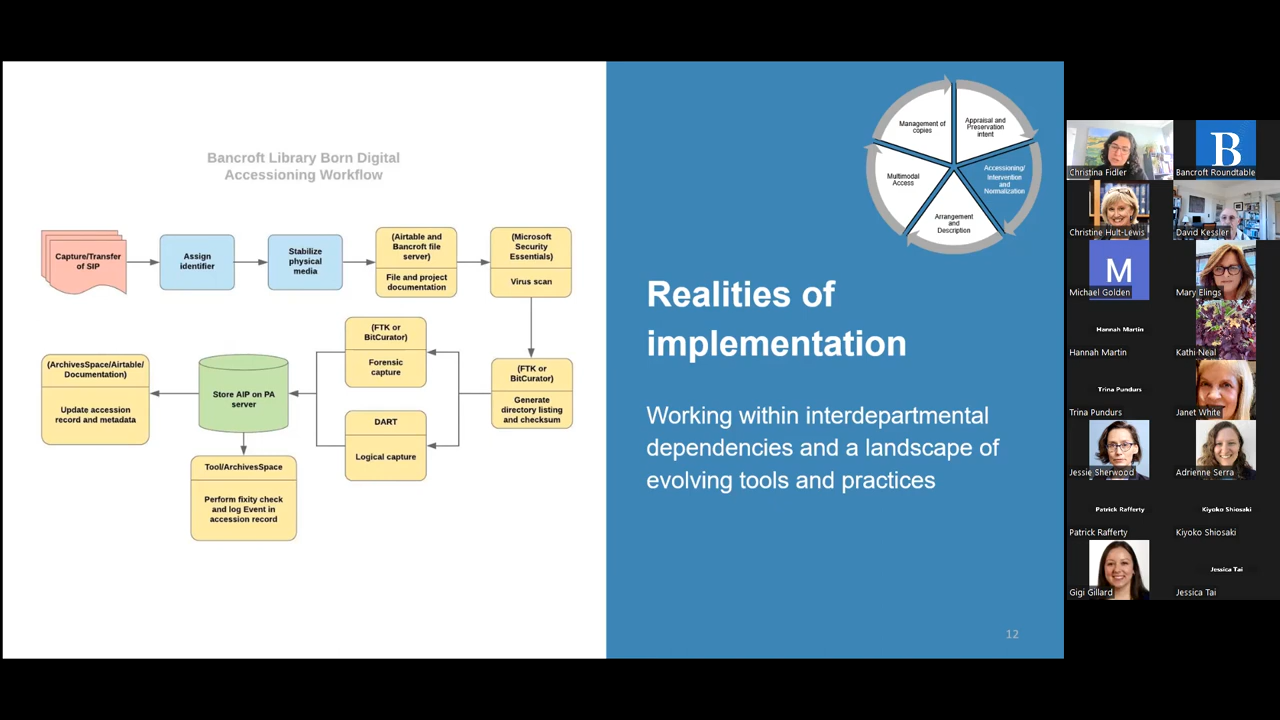 Bancroft Library Born Digital
Accessioning Workflow
Capture/Transfer
of SIP
Assign
identifier
Stabilize
physical
media
(Airtable and
Bancroft file
server)
File and project
documentation
(Microsoft
Security
Essentials)
Virus scan
(FTK or
BitCurator)
Generate
directory listing
and checksum
(FTK or
BitCurator)
Forensic
capture
DART
Logical capture
Store AIP on PA
server
(ArchivesSpace/Airtable/
Documentation)
Update accession
record and metadata
Tool/ArchivesSpace
Perform fixity check
and log Event in
accession record
Management of
copies
Appraisal and
Preservation
intent
Multimodal
Access
Accessioning/
Intervention
and
Normalization
Arrangement
and
Description
Realities of
implementation
Working within interdepartmental
dependencies and a landscape of
evolving tools and practices
12
Christina Fidler
B
Bancroft Roundtable
Christine Hult-Lewis
David Kessler
M
Michael Golden
Mary Elings
Hannah Martin
Hannah Martin
Kathi Neal
Trina Pundurs
Trina Pundurs
Janet White
Jessie Sherwood
Adrienne Serra
Patrick Rafferty
Patrick Rafferty
Kiyoko Shiosaki
Kiyoko Shiosaki
Gigi Gillard
Jessica Tai
Jessica Tai